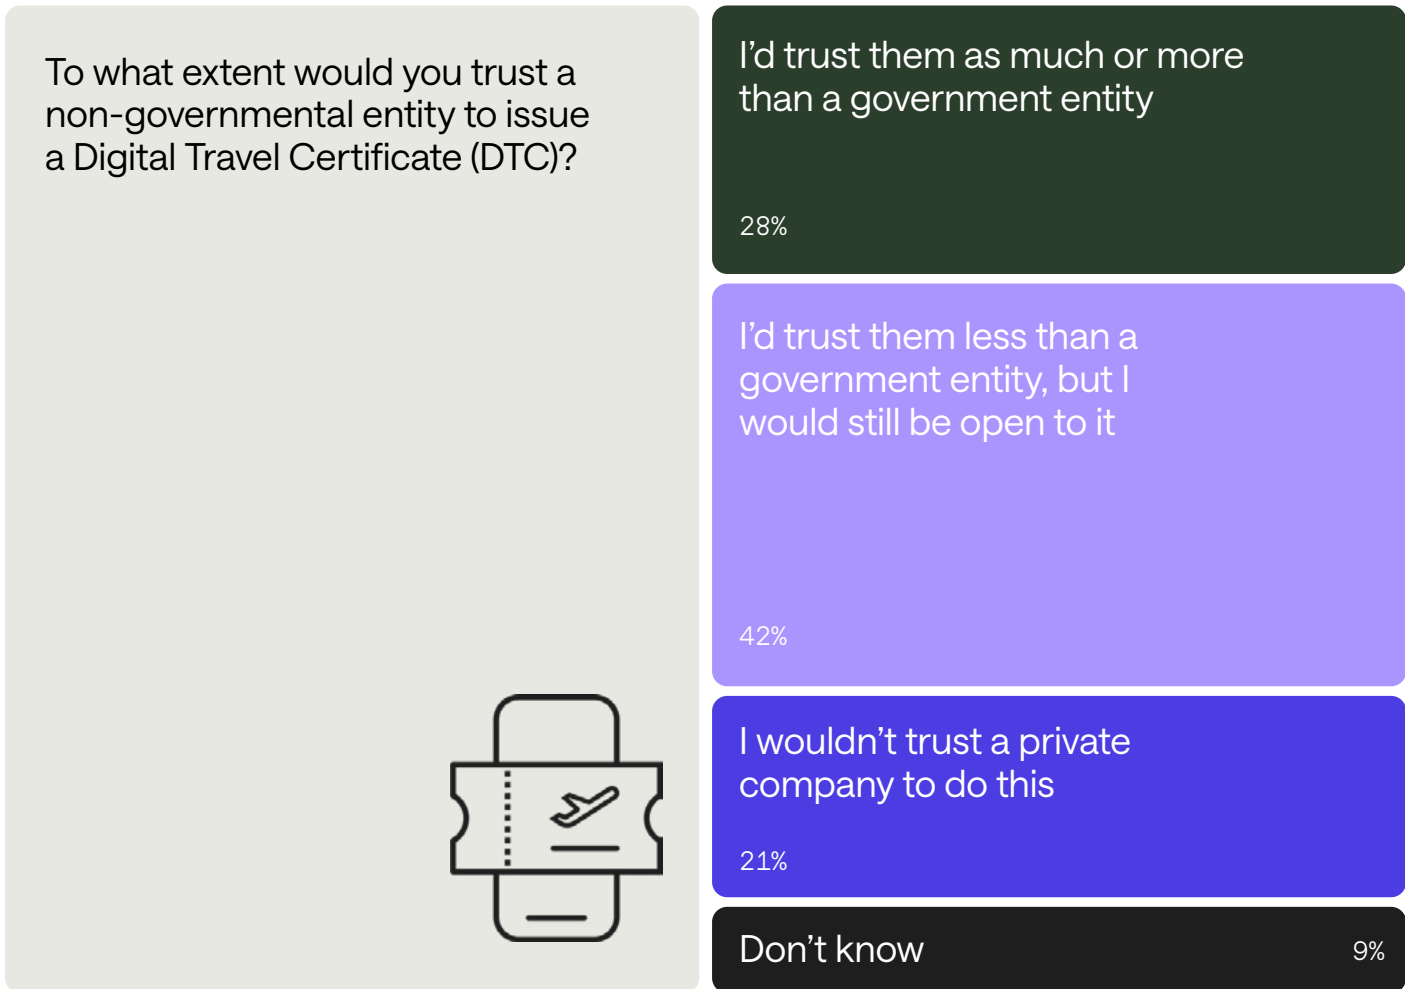 To what extent would you trust a
non-governmental entity to issue
a Digital Travel Certificate (DTC)?
I’d trust them as much or more
than a government entity
28%
I’d trust them less than a
government entity, but I
would still be open to it
42%
I wouldn’t trust a private
company to do this
21%
Don’t know
9%